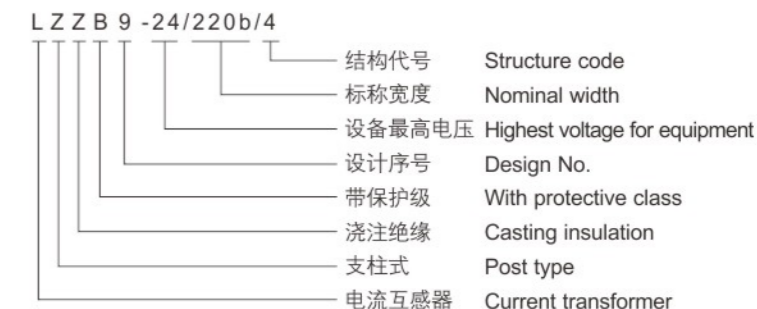 LZZB9-24/220b/4
结构代号 Structure code
标称宽度 Nominal width
设备最高电压 Highest voltage for equipment
设计序号 Design No.
带保护级 With protective class
浇注绝缘 Casting insulation
支柱式 Post type
电流互感器 Current transformer